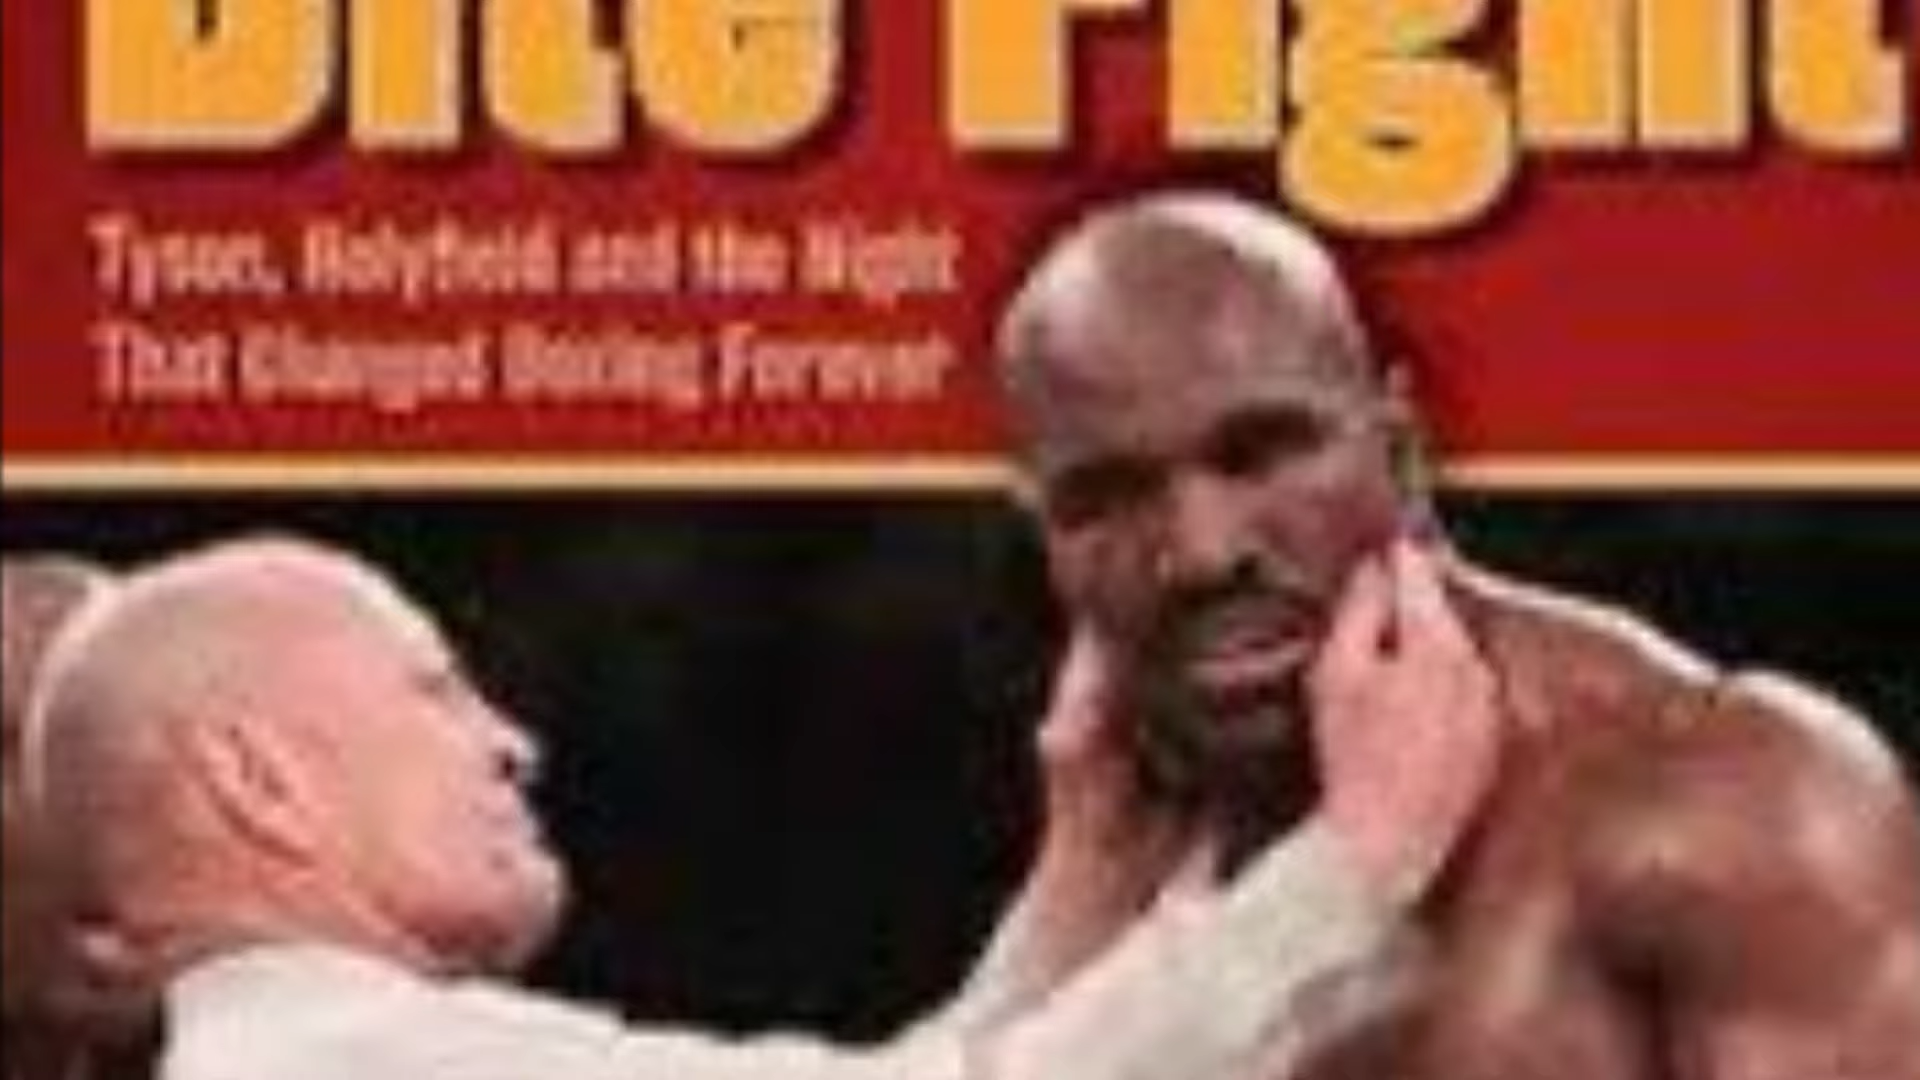 Bite Fight
Tyson, Holyfield and the Night
That Changed Boxing Forever